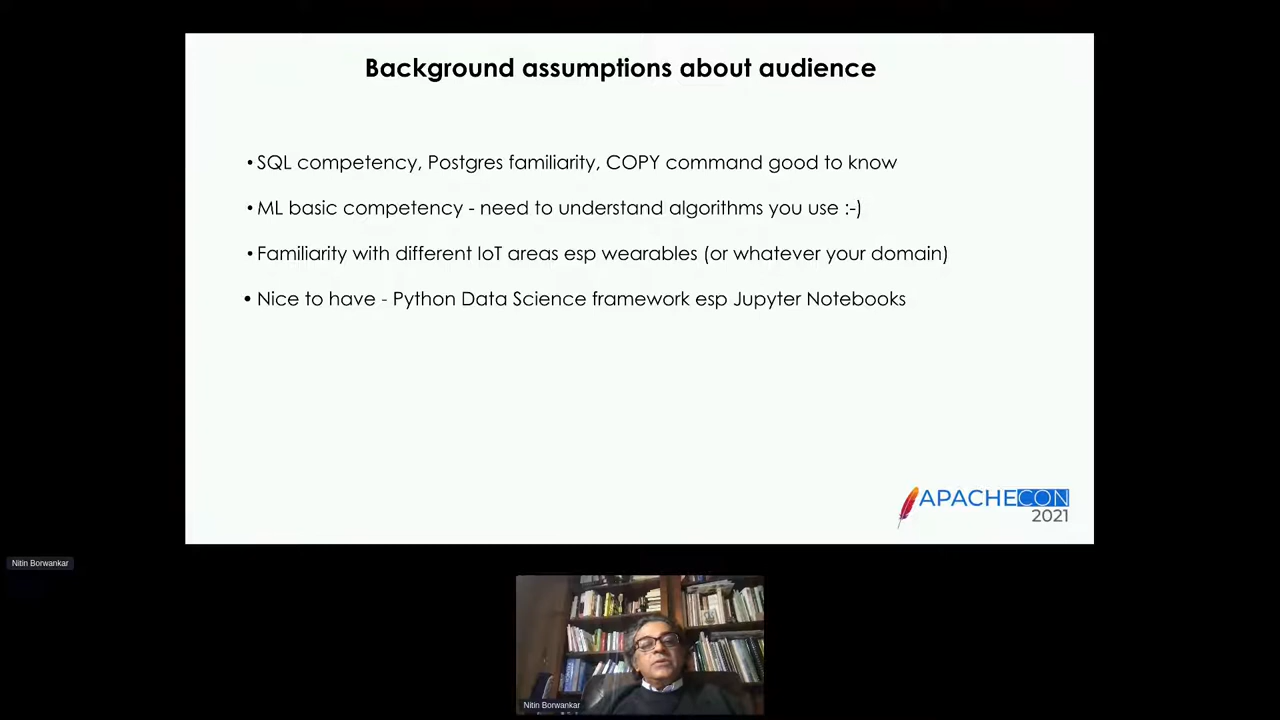 Background assumptions about audience
• SQL competency, Postgres familiarity, COPY command good to know
• ML basic competency - need to understand algorithms you use :-)
• Familiarity with different IoT areas esp wearables (or whatever your domain)
• Nice to have - Python Data Science framework esp Jupyter Notebooks
APACHECON
2021
Nitin Borwankar
Nitin Borwankar